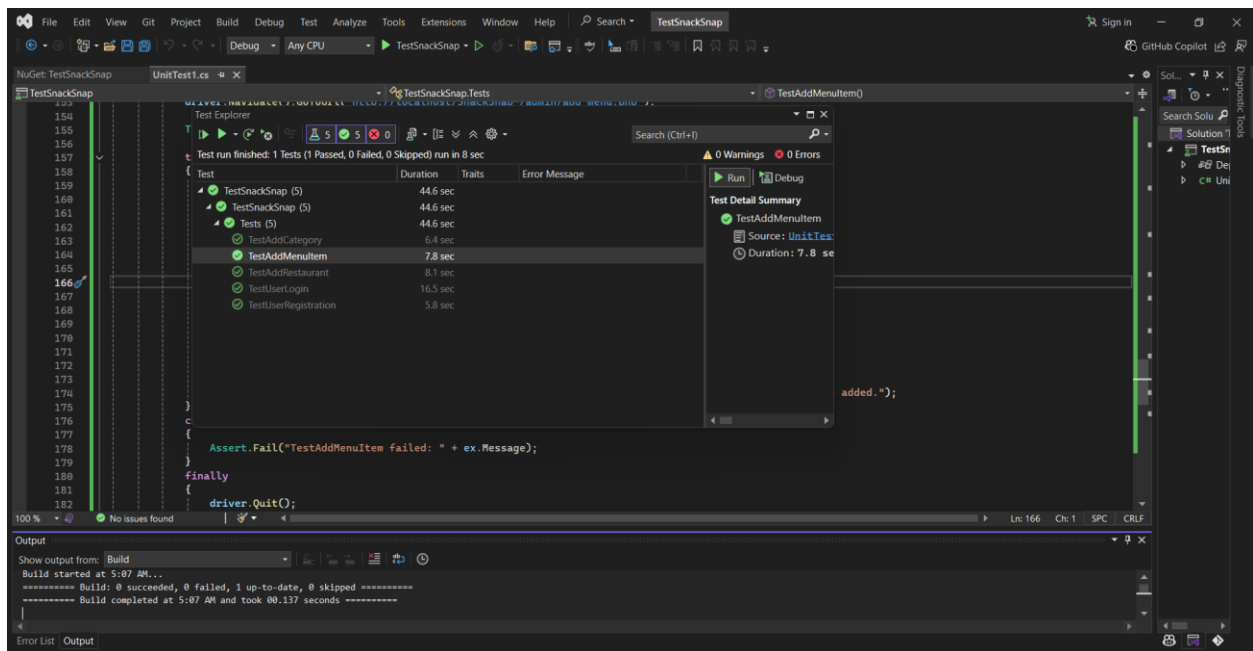 File Edit View Git Project Build Debug Test Analyze Tools Extensions Window Help Search TestSnackSnap Sign in
Debug Any CPU TestSnackSnap GitHub Copilot
NuGet: TestSnackSnap UnitTest1.cs Sol...
TestSnackSnap TestSnackSnap.Tests TestAddMenuItem()
Diagnostic Tools
Search Solu
Solution
TestSn
De
C# Uni
153
154
155
156
157
158
159
160
161
162
163
164
165
166
167
168
169
170
171
172
173
174 added.");
175 }
176 c
177 {
178 Assert.Fail("TestAddMenuItem failed: " + ex.Message);
179 }
180 finally
181 {
182 driver.Quit();
Test Explorer
5 5 0 Search (Ctrl+I)
Test run finished: 1 Tests (1 Passed, 0 Failed, 0 Skipped) run in 8 sec 0 Warnings 0 Errors
Test Duration Traits Error Message
TestSnackSnap (5) 44.6 sec
TestSnackSnap (5) 44.6 sec
Tests (5) 44.6 sec
TestAddCategory 6.4 sec
TestAddMenuItem 7.8 sec
TestAddRestaurant 8.1 sec
TestUserLogin 16.5 sec
TestUserRegistration 5.8 sec
Run Debug
Test Detail Summary
TestAddMenuItem
Source: UnitTes
Duration: 7.8 se
100 % No issues found Ln: 166 Ch: 1 SPC CRLF
Output
Show output from: Build
Build started at 5:07 AM...
========== Build: 0 succeeded, 0 failed, 1 up-to-date, 0 skipped ==========
========== Build completed at 5:07 AM and took 00.137 seconds ==========
Error List Output